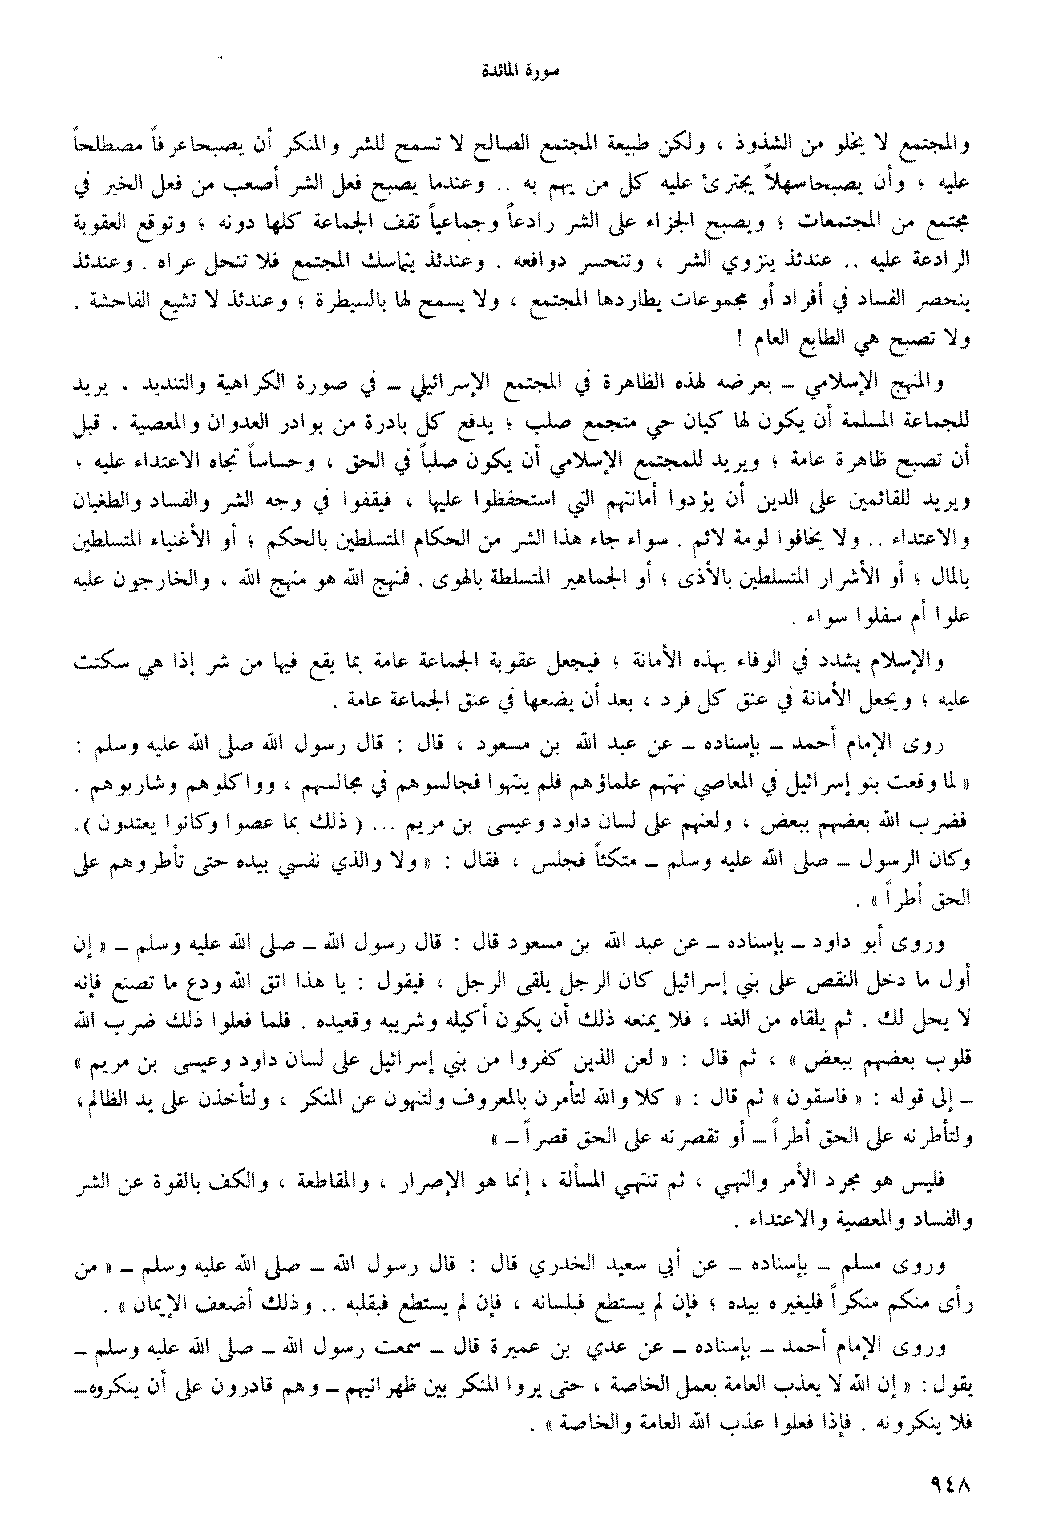 سورة المائدة
والمجتمع لا يخلو من الشذوذ ، ولكن طبيعة المجتمع الصالح لا تسمح للشر والمنكر أن يصبحا عرفاً مصطلحاً
عليه ؛ وأن يصبحا سهلاً يجترئ عليه كل من يهم به .. وعندما يصبح فعل الشر أصعب من فعل الخير في
مجتمع من المجتمعات ؛ ويصبح الجزاء على الشر رادعاً وجماعياً تقف الجماعة كلها دونه ؛ وتوقع العقوبة
الرادعة عليه .. عندئذ ينزوي الشر ، وتنحسر دوافعه . وعندئذ يتماسك المجتمع فلا تنحل عراه . وعندئذ
ينحصر الفساد في أفراد أو مجموعات يطاردها المجتمع ، ولا يسمح لها بالسيطرة ؛ وعندئذ لا تشيع الفاحشة .
ولا تصبح هي الطابع العام !
والمنهج الإسلامي – بعرضه لهذه الظاهرة في المجتمع الإسرائيلي – في صورة الكراهية والتنديد . يريد
للجماعة المسلمة أن يكون لها كيان حي متجمع صلب ؛ يدفع كل بادرة من بوادر العدوان والمعصية . قبل
أن تصبح ظاهرة عامة ؛ ويريد للمجتمع الإسلامي أن يكون صلباً في الحق ، وحساساً تجاه الاعتداء عليه ؛
ويريد للقائمين على الدين أن يؤدوا أمانتهم التي استحفظوا عليها ، فيقفوا في وجه الشر والفساد والطغيان
والاعتداء .. ولا يخافوا لومة لائم . سواء جاء هذا الشر من الحكام المتسلطين بالحكم ؛ أو الأغنياء المتسلطين
بالمال ؛ أو الأشرار المتسلطين بالأذى ؛ أو الجماهير المتسلطة بالهوى . فمنهج الله هو منهج الله ، والخارجون عليه
علوا أم سفلوا سواء .
والإسلام يشدد في الوفاء بهذه الأمانة ؛ فيجعل عقوبة الجماعة عامة بما يقع فيها من شر إذا هي سكتت
عليه ؛ ويجعل الأمانة في عنق كل فرد ، بعد أن يضعها في عنق الجماعة عامة .
روى الإمام أحمد – بإسناده – عن عبد الله بن مسعود ، قال : قال رسول الله صلى الله عليه وسلم :
« لما وقعت بنو إسرائيل في المعاصي نهتهم علماؤهم فلم ينتهوا فجالسوهم في مجالسهم ، وواكلوهم وشاربوهم .
فضرب الله بعضهم ببعض ، ولعنهم على لسان داود وعيسى بن مريم ... ( ذلك بما عصوا وكانوا يعتدون ).
وكان الرسول – صلى الله عليه وسلم – متكئاً فجلس ، فقال : « ولا والذي نفسي بيده حتى تأطروهم على
الحق أطراً » .
وروى أبو داود – بإسناده – عن عبد الله بن مسعود قال : قال رسول الله – صلى الله عليه وسلم – « إن
أول ما دخل النقص على بني إسرائيل كان الرجل يلقى الرجل ، فيقول : يا هذا اتق الله ودع ما تصنع فإنه
لا يحل لك . ثم يلقاه من الغد ، فلا يمنعه ذلك أن يكون أكيله وشريبه وقعيده . فلما فعلوا ذلك ضرب الله
قلوب بعضهم ببعض » ، ثم قال : « لعن الذين كفروا من بني إسرائيل على لسان داود وعيسى بن مريم »
– إلى قوله : « فاسقون » ثم قال : « كلا والله لتأمرن بالمعروف ولتنهون عن المنكر ، ولتأخذن على يد الظالم،
ولتأطرنه على الحق أطراً – أو تقصرنه على الحق قصراً – »
فليس هو مجرد الأمر والنهي ، ثم تنتهي المسألة ، إنما هو الإصرار ، والمقاطعة ، والكف بالقوة عن الشر
والفساد والمعصية والاعتداء .
وروى مسلم – بإسناده – عن أبي سعيد الخدري قال : قال رسول الله – صلى الله عليه وسلم – « من
رأى منكم منكراً فليغيره بيده ؛ فإن لم يستطع فبلسانه ، فإن لم يستطع فبقلبه .. وذلك أضعف الإيمان » .
وروى الإمام أحمد – بإسناده – عن عدي بن عميرة قال – سمعت رسول الله – صلى الله عليه وسلم –
يقول: « إن الله لا يعذب العامة بعمل الخاصة ، حتى يروا المنكر بين ظهرانيهم – وهم قادرون على أن ينكروه–
فلا ينكرونه . فإذا فعلوا عذب الله العامة والخاصة » .
٩٤٨